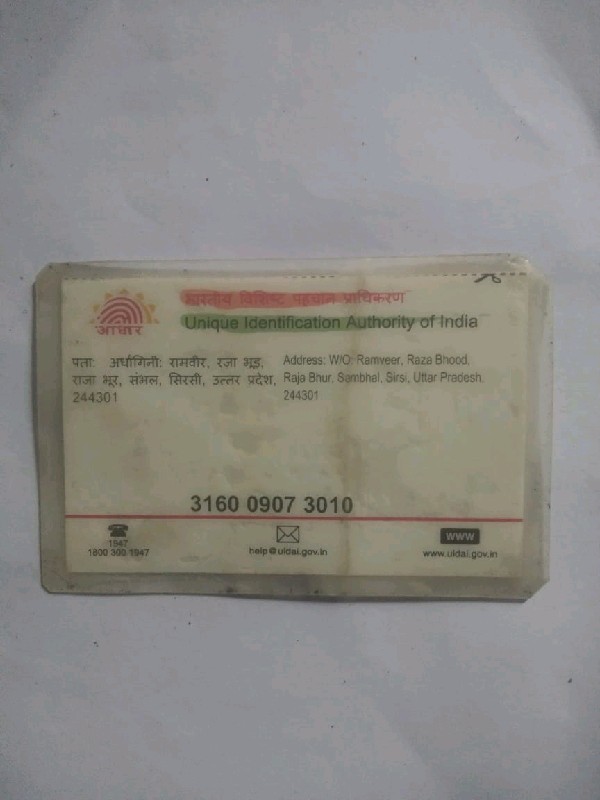 भारतीय विशिष्ट पहचान प्राधिकरण
आधार
Unique Identification Authority of India
पता: अर्धांगिनी: रामवीर, रज़ा भूड़,
राजा भूर, संभल, सिरसी, उत्तर प्रदेश,
244301
Address: W/O: Ramveer, Raza Bhood,
Raja Bhur, Sambhal, Sirsi, Uttar Pradesh,
244301
3160 0907 3010
1947
1800 300 1947
help@uidai.gov.in
WWW
www.uidai.gov.in